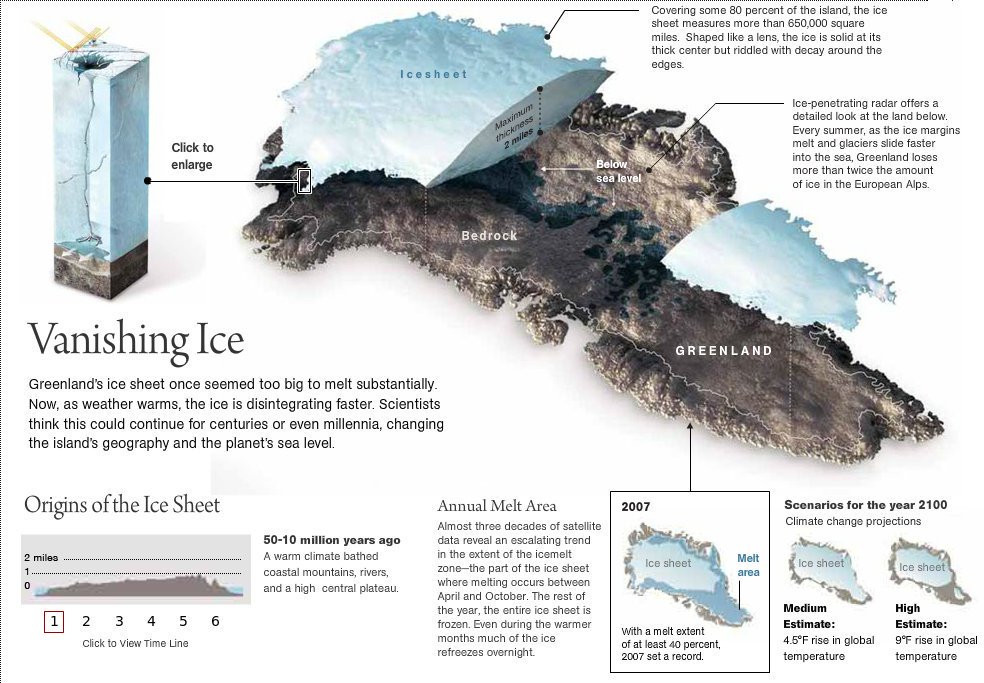 Covering some 80 percent of the island, the ice
sheet measures more than 650,000 square
miles. Shaped like a lens, the ice is solid at its
thick center but riddled with decay around the
edges.
Icesheet
Maximum
thickness
2 miles
Ice-penetrating radar offers a
detailed look at the land below.
Every summer, as the ice margins
melt and glaciers slide faster
into the sea, Greenland loses
more than twice the amount
of ice in the European Alps.
Click to
enlarge
Below
sea level
Bedrock
GREENLAND
Vanishing Ice
Greenland's ice sheet once seemed too big to melt substantially.
Now, as weather warms, the ice is disintegrating faster. Scientists
think this could continue for centuries or even millennia, changing
the island's geography and the planet's sea level.
Origins of the Ice Sheet
2 miles
1
0
1 2 3 4 5 6
Click to View Time Line
50-10 million years ago
A warm climate bathed
coastal mountains, rivers,
and a high central plateau.
Annual Melt Area
Almost three decades of satellite
data reveal an escalating trend
in the extent of the icemelt
zone—the part of the ice sheet
where melting occurs between
April and October. The rest of
the year, the entire ice sheet is
frozen. Even during the warmer
months much of the ice
refreezes overnight.
2007
Ice sheet
Melt
area
With a melt extent
of at least 40 percent,
2007 set a record.
Scenarios for the year 2100
Climate change projections
Ice sheet
Medium
Estimate:
4.5°F rise in global
temperature
Ice sheet
High
Estimate:
9°F rise in global
temperature